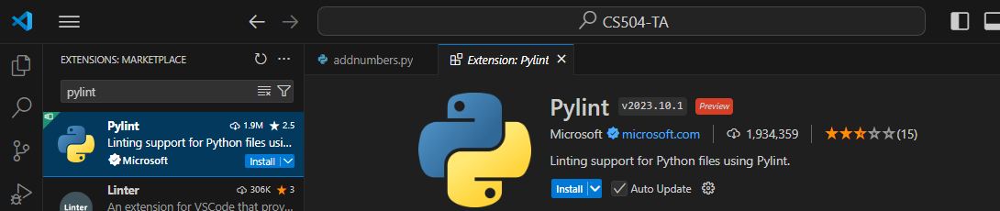 CS504-TA
EXTENSIONS: MARKETPLACE
pylint
Pylint 1.9M 2.5
Linting support for Python files usi...
Microsoft Install
Linter 306K 3
Linter
An extension for VSCode that prov...
addnumbers.py Extension: Pylint
Pylint v2023.10.1 Preview
Microsoft microsoft.com 1,934,359 (15)
Linting support for Python files using Pylint.
Install Auto Update